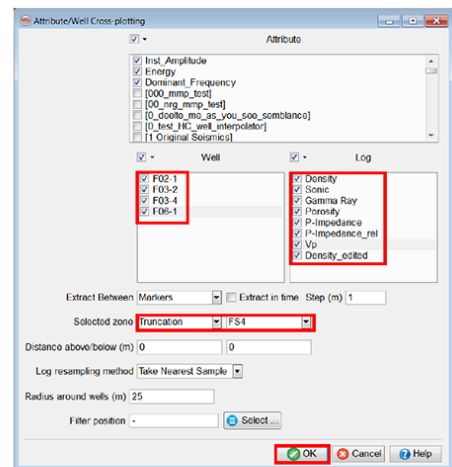 Attribute/Well Cross-plotting
Attribute
Inst_Amplitude
Energy
Dominant_Frequency
[000_mmp_test]
[00_nrg_mmp_test]
[0_deelte_me_as_you_see_semblance]
[0_test_HC_well_interpolator]
[1 Original Seismics]
Well
Log
F02-1
F03-2
F03-4
F06-1
Density
Sonic
Gamma Ray
Porosity
P-Impedance
P-Impedance_rel
Vp
Density_edited
Extract Between Markers Extract in time Step (m) 1
Selected zone Truncation FS4
Distance above/below (m) 0 0
Log resampling method Take Nearest Sample
Radius around wells (m) 25
Filter position - Select ...
OK Cancel Help